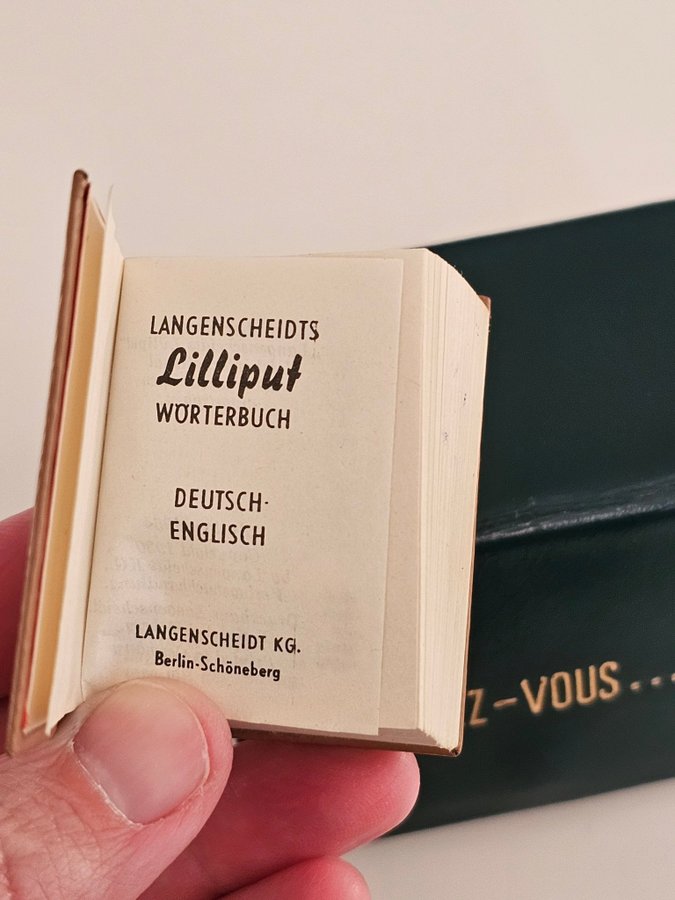 LANGENSCHEIDTS
Lilliput
WÖRTERBUCH
DEUTSCH-
ENGLISCH
LANGENSCHEIDT KG.
Berlin-Schöneberg
Z-VOUS...